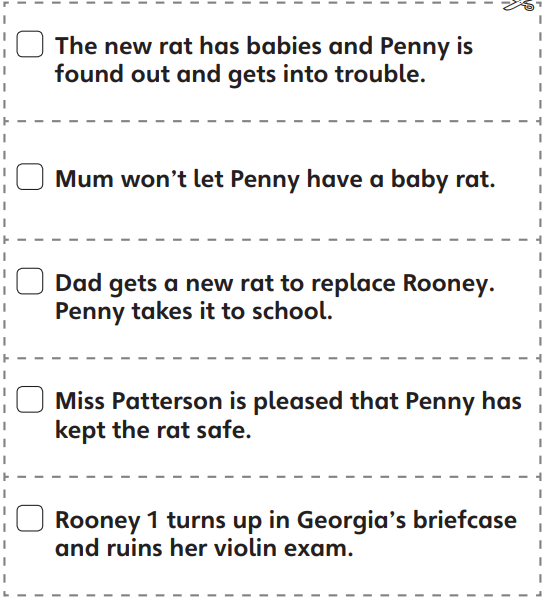 The new rat has babies and Penny is
found out and gets into trouble.
Mum won’t let Penny have a baby rat.
Dad gets a new rat to replace Rooney.
Penny takes it to school.
Miss Patterson is pleased that Penny has
kept the rat safe.
Rooney 1 turns up in Georgia’s briefcase
and ruins her violin exam.